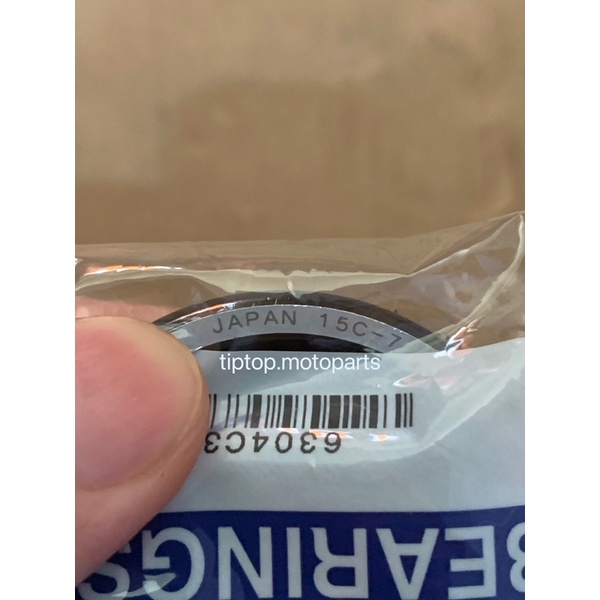 JAPAN 15C-7
tiptop.motoparts
6304C3
BEARINGS